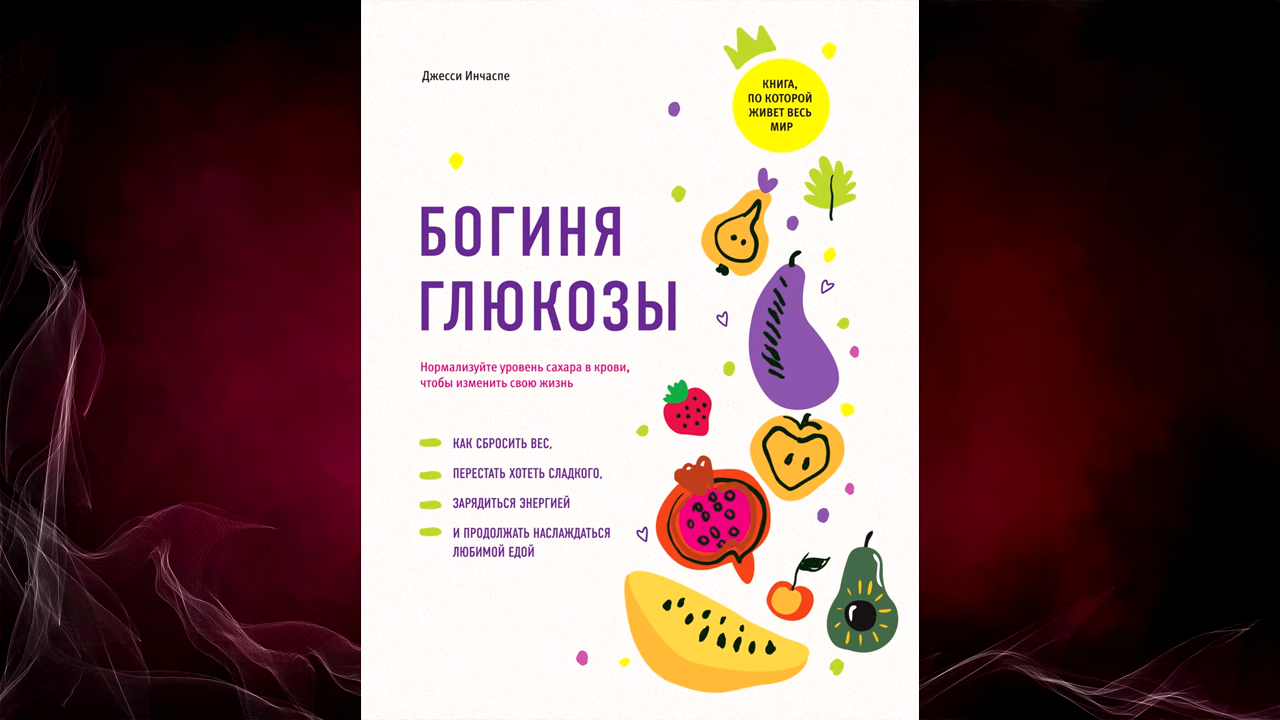 Джесси Инчаспе
КНИГА,
ПО КОТОРОЙ
ЖИВЕТ ВЕСЬ
МИР
БОГИНЯ
ГЛЮКОЗЫ
Нормализуйте уровень сахара в крови,
чтобы изменить свою жизнь
КАК СБРОСИТЬ ВЕС,
ПЕРЕСТАТЬ ХОТЕТЬ СЛАДКОГО,
ЗАРЯДИТЬСЯ ЭНЕРГИЕЙ
И ПРОДОЛЖАТЬ НАСЛАЖДАТЬСЯ
ЛЮБИМОЙ ЕДОЙ